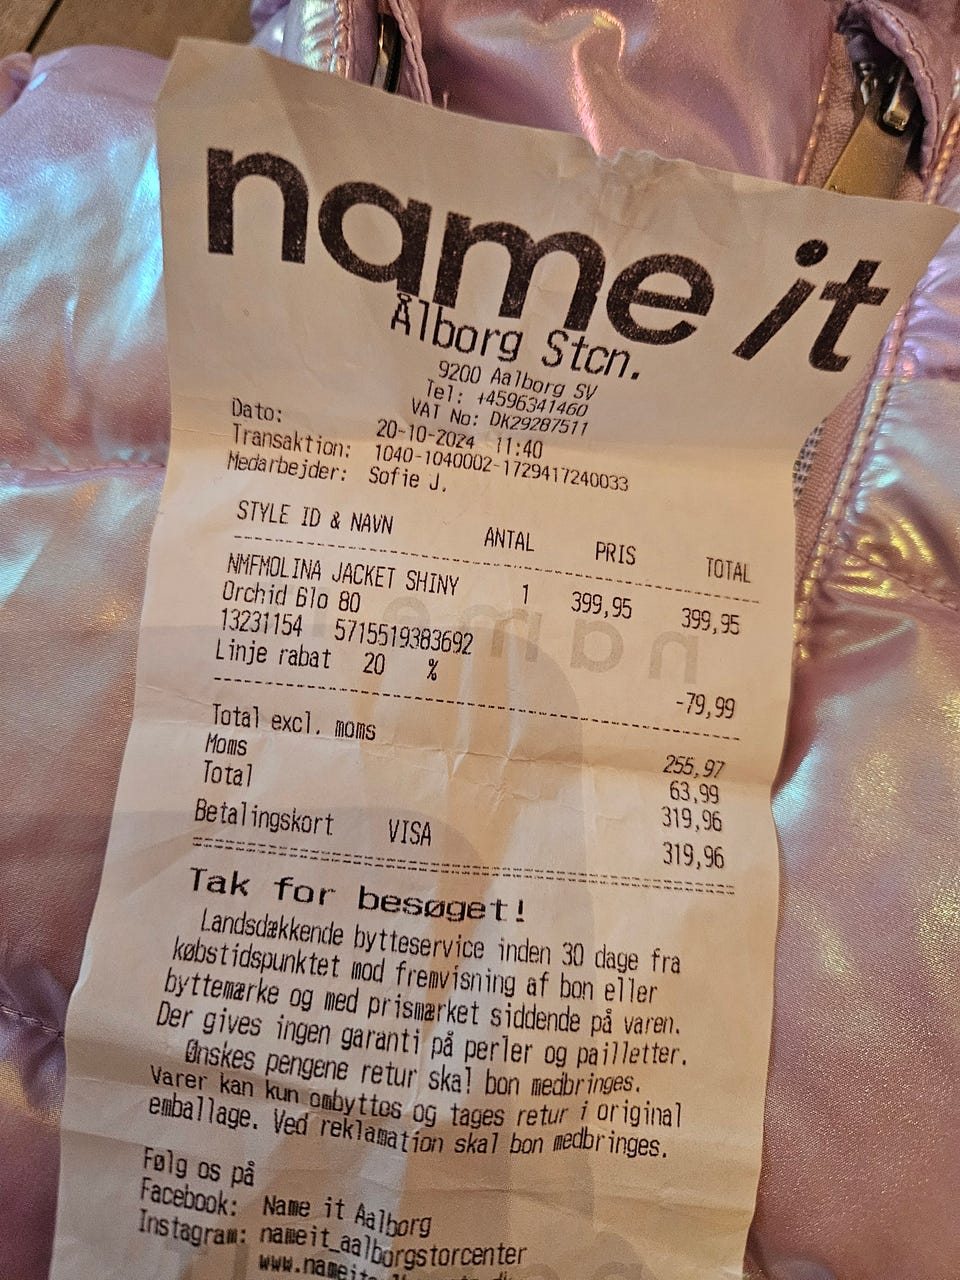 name it
Ålborg Stcn.
9200 Aalborg SV
Tel: +4596341460
VAT No: DK29287511
Dato: 20-10-2024 11:40
Transaktion: 1040-1040002-1729417240033
Medarbejder: Sofie J.
STYLE ID & NAVN ANTAL PRIS TOTAL
NMFMOLINA JACKET SHINY 1 399,95 399,95
Orchid Glo 80
13231154 5715519383692
Linje rabat 20 % -79,99
Total excl. moms 255,97
Moms 63,99
Total 319,96
Betalingskort VISA 319,96
Tak for besøget!
Landsdækkende bytteservice inden 30 dage fra
købstidspunktet mod fremvisning af bon eller
byttemærke og med prismærket siddende på varen.
Der gives ingen garanti på perler og pailletter.
Ønskes pengene retur skal bon medbringes.
Varer kan kun ombyttes og tages retur i original
emballage. Ved reklamation skal bon medbringes.
Følg os på
Facebook: Name it Aalborg
Instagram: nameit_aalborgstorcenter